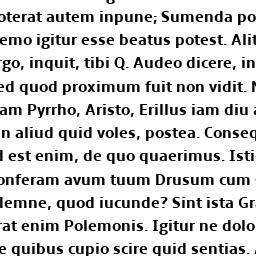 oterat autem inpune; Sumenda po
emo igitur esse beatus potest. Alit
rgo, inquit, tibi Q. Audeo dicere, in
ed quod proximum fuit non vidit. N
am Pyrrho, Aristo, Erillus iam diu a
n aliud quid voles, postea. Conseq
l est enim, de quo quaerimus. Isti
onferam avum tuum Drusum cum
lemne, quod iucunde? Sint ista Gra
rat enim Polemonis. Igitur ne dolo
e quibus cupio scire quid sentias. A